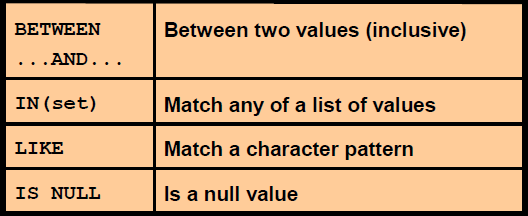 BETWEEN
...AND...
Between two values (inclusive)
IN(set)
Match any of a list of values
LIKE
Match a character pattern
IS NULL
Is a null value